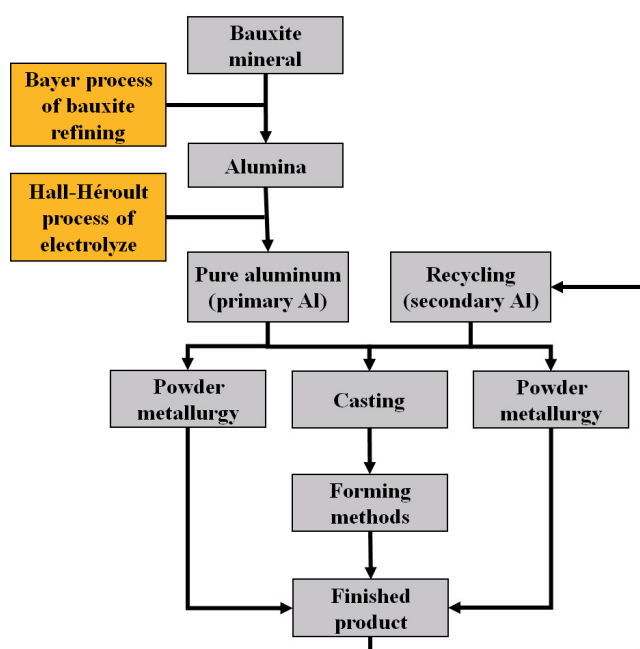 Bauxite
mineral
Bayer process
of bauxite
refining
Alumina
Hall-Héroult
process of
electrolyze
Pure aluminum
(primary Al)
Recycling
(secondary Al)
Powder
metallurgy
Casting
Powder
metallurgy
Forming
methods
Finished
product